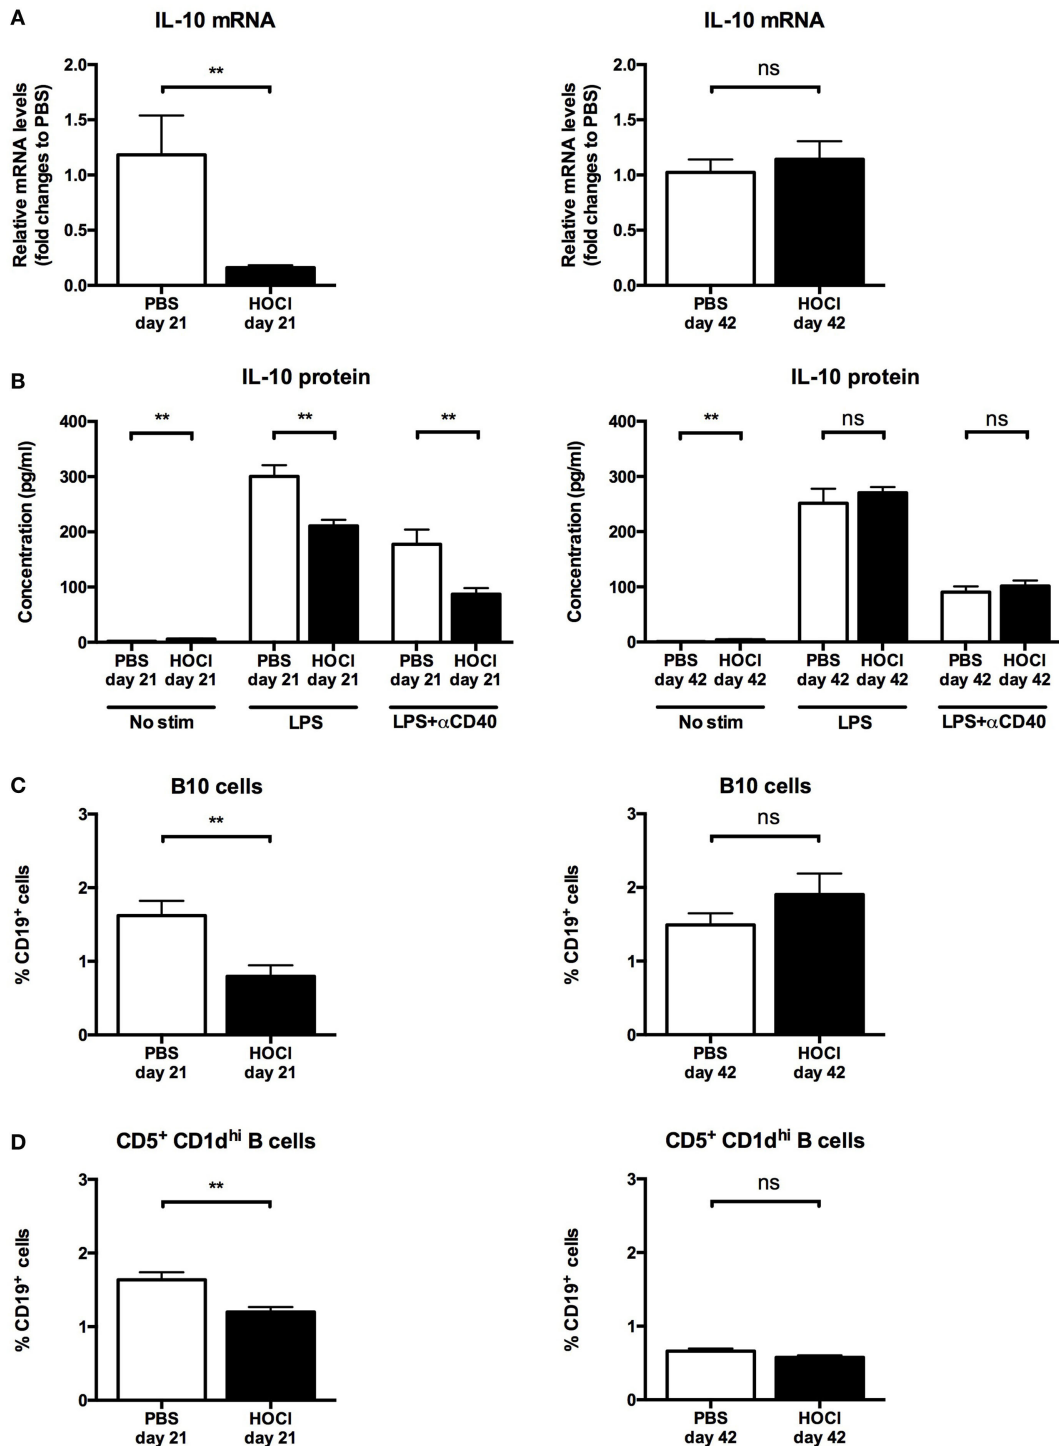 A
IL-10 mRNA
IL-10 mRNA
Relative mRNA levels
(fold changes to PBS)
2.0
1.5
1.0
0.5
0.0
**
PBS
day 21
HOCl
day 21
Relative mRNA levels
(fold changes to PBS)
2.0
1.5
1.0
0.5
0.0
ns
PBS
day 42
HOCl
day 42
B
IL-10 protein
IL-10 protein
Concentration (pg/ml)
400
300
200
100
0
** ** **
PBS HOCl PBS HOCl PBS HOCl
day 21 day 21 day 21 day 21 day 21 day 21
No stim LPS LPS+αCD40
Concentration (pg/ml)
400
300
200
100
0
** ns ns
PBS HOCl PBS HOCl PBS HOCl
day 42 day 42 day 42 day 42 day 42 day 42
No stim LPS LPS+αCD40
C
B10 cells
B10 cells
% CD19⁺ cells
3
2
1
0
**
PBS
day 21
HOCl
day 21
% CD19⁺ cells
3
2
1
0
ns
PBS
day 42
HOCl
day 42
D
CD5⁺ CD1dʰⁱ B cells
CD5⁺ CD1dʰⁱ B cells
% CD19⁺ cells
3
2
1
0
**
PBS
day 21
HOCl
day 21
% CD19⁺ cells
3
2
1
0
ns
PBS
day 42
HOCl
day 42